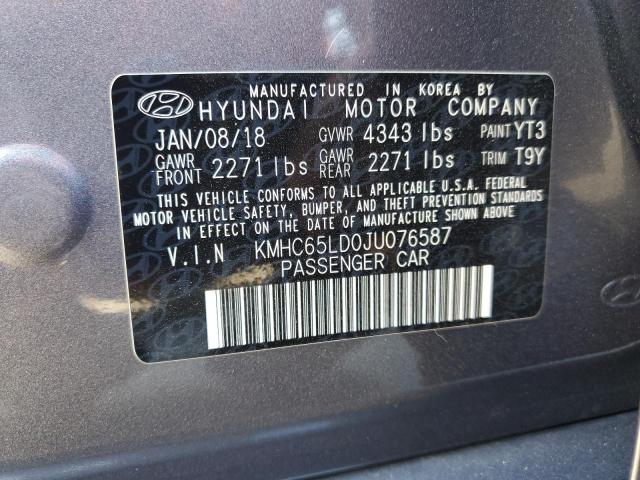 MANUFACTURED IN KOREA BY
HYUNDAI MOTOR COMPANY
JAN/08/18 GVWR 4343 lbs PAINT YT3
GAWR FRONT 2271 lbs GAWR REAR 2271 lbs TRIM T9Y
THIS VEHICLE CONFORMS TO ALL APPLICABLE U.S.A. FEDERAL
MOTOR VEHICLE SAFETY, BUMPER, AND THEFT PREVENTION STANDARDS
IN EFFECT ON THE DATE OF MANUFACTURE SHOWN ABOVE.
V.I.N KMHC65LD0JU076587
PASSENGER CAR